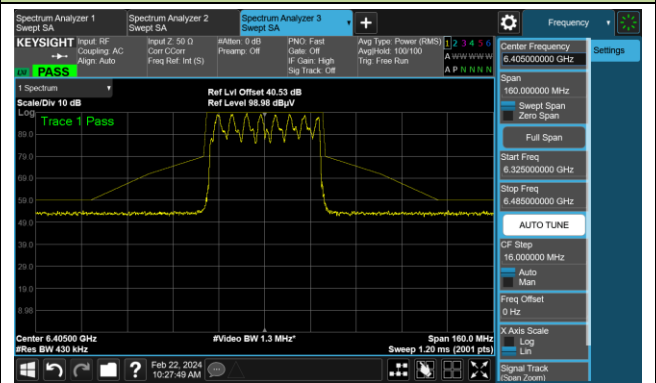 Spectrum Analyzer 1
Swept SA
Spectrum Analyzer 2
Swept SA
Spectrum Analyzer 3
Swept SA
Frequency
KEYSIGHT
Input: RF
Coupling: AC
Align: Auto
Input Z: 50 Ω
Corr CCorr
Freq Ref: Int (S)
#Atten: 0 dB
Preamp: Off
PNO: Fast
Gate: Off
IF Gain: High
Sig Track: Off
Avg Type: Power (RMS)
Avg|Hold: 100/100
Trig: Free Run
1 2 3 4 5 6
A W W W W W
A P N N N N
PASS
1 Spectrum
Scale/Div 10 dB
Ref Lvl Offset 40.53 dB
Ref Level 98.98 dBµV
Log
Trace 1 Pass
89.0
79.0
69.0
59.0
49.0
39.0
29.0
19.0
8.98
Center 6.40500 GHz
#Res BW 430 kHz
#Video BW 1.3 MHz*
Span 160.0 MHz
Sweep 1.20 ms (2001 pts)
Feb 22, 2024
10:27:49 AM
Settings
Center Frequency
6.405000000 GHz
Span
160.000000 MHz
Swept Span
Zero Span
Full Span
Start Freq
6.325000000 GHz
Stop Freq
6.485000000 GHz
AUTO TUNE
CF Step
16.000000 MHz
Auto
Man
Freq Offset
0 Hz
X Axis Scale
Log
Lin
Signal Track
(Span Zoom)